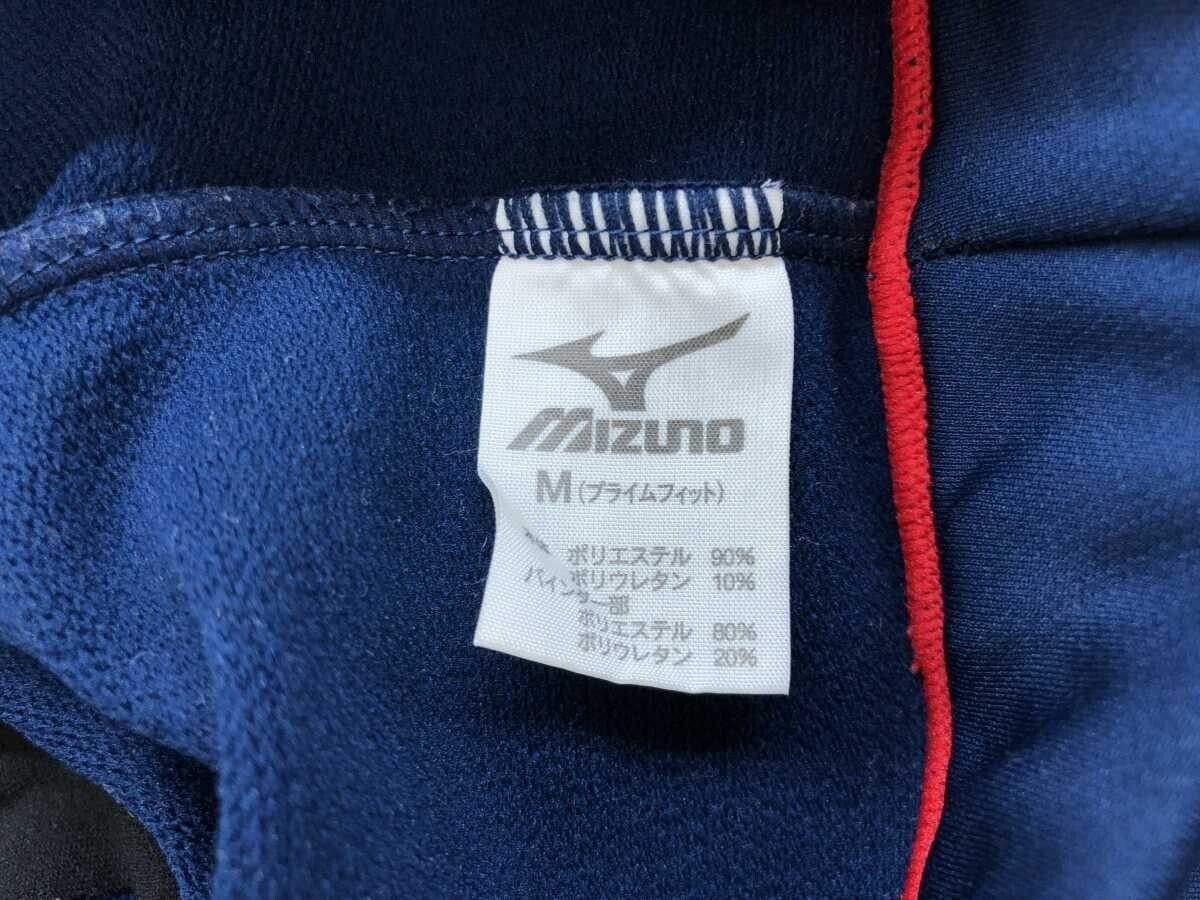 MIZUNO
M(プライムフィット)
ポリエステル 90%
ポリウレタン 10%
バインダー部
ポリエステル 80%
ポリウレタン 20%